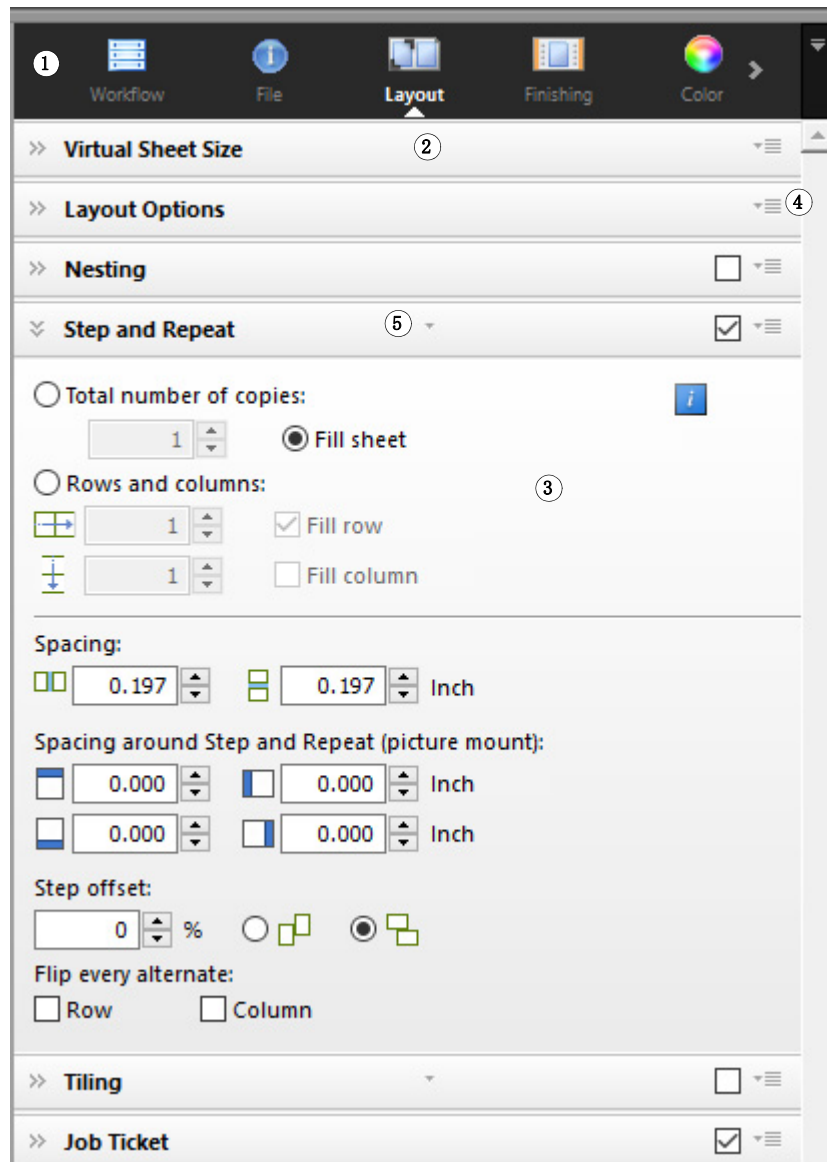 ① Workflow File Layout Finishing Color
Virtual Sheet Size ②
Layout Options ④
Nesting
Step and Repeat ⑤
Total number of copies:
1 Fill sheet
Rows and columns: ③
1 Fill row
1 Fill column
Spacing:
0.197 0.197 Inch
Spacing around Step and Repeat (picture mount):
0.000 0.000 Inch
0.000 0.000 Inch
Step offset:
0 %
Flip every alternate:
Row Column
Tiling
Job Ticket